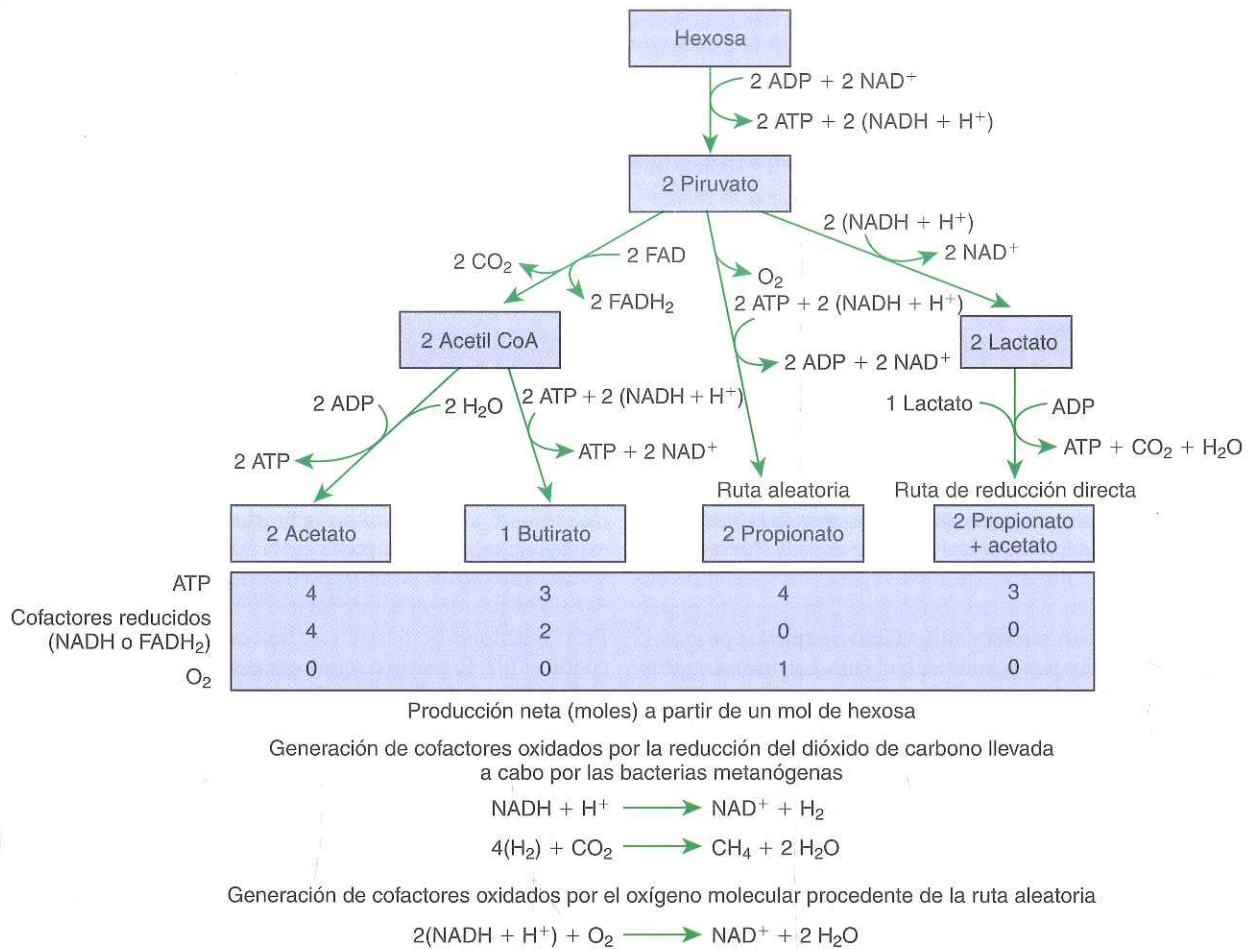 Hexosa
2 ADP + 2 NAD⁺
2 ATP + 2 (NADH + H⁺)
2 Piruvato
2 (NADH + H⁺)
2 NAD⁺
2 CO₂
2 FAD
2 FADH₂
O₂
2 ATP + 2 (NADH + H⁺)
2 ADP + 2 NAD⁺
2 Acetil CoA
2 Lactato
2 ADP
2 H₂O
2 ATP
2 ATP + 2 (NADH + H⁺)
ATP + 2 NAD⁺
1 Lactato
ADP
ATP + CO₂ + H₂O
Ruta aleatoria
Ruta de reducción directa
2 Acetato
1 Butirato
2 Propionato
2 Propionato
+ acetato
ATP 4 3 4 3
Cofactores reducidos
(NADH o FADH₂) 4 2 0 0
O₂ 0 0 1 0
Producción neta (moles) a partir de un mol de hexosa
Generación de cofactores oxidados por la reducción del dióxido de carbono llevada
a cabo por las bacterias metanógenas
NADH + H⁺ → NAD⁺ + H₂
4(H₂) + CO₂ → CH₄ + 2 H₂O
Generación de cofactores oxidados por el oxígeno molecular procedente de la ruta aleatoria
2(NADH + H⁺) + O₂ → NAD⁺ + 2 H₂O